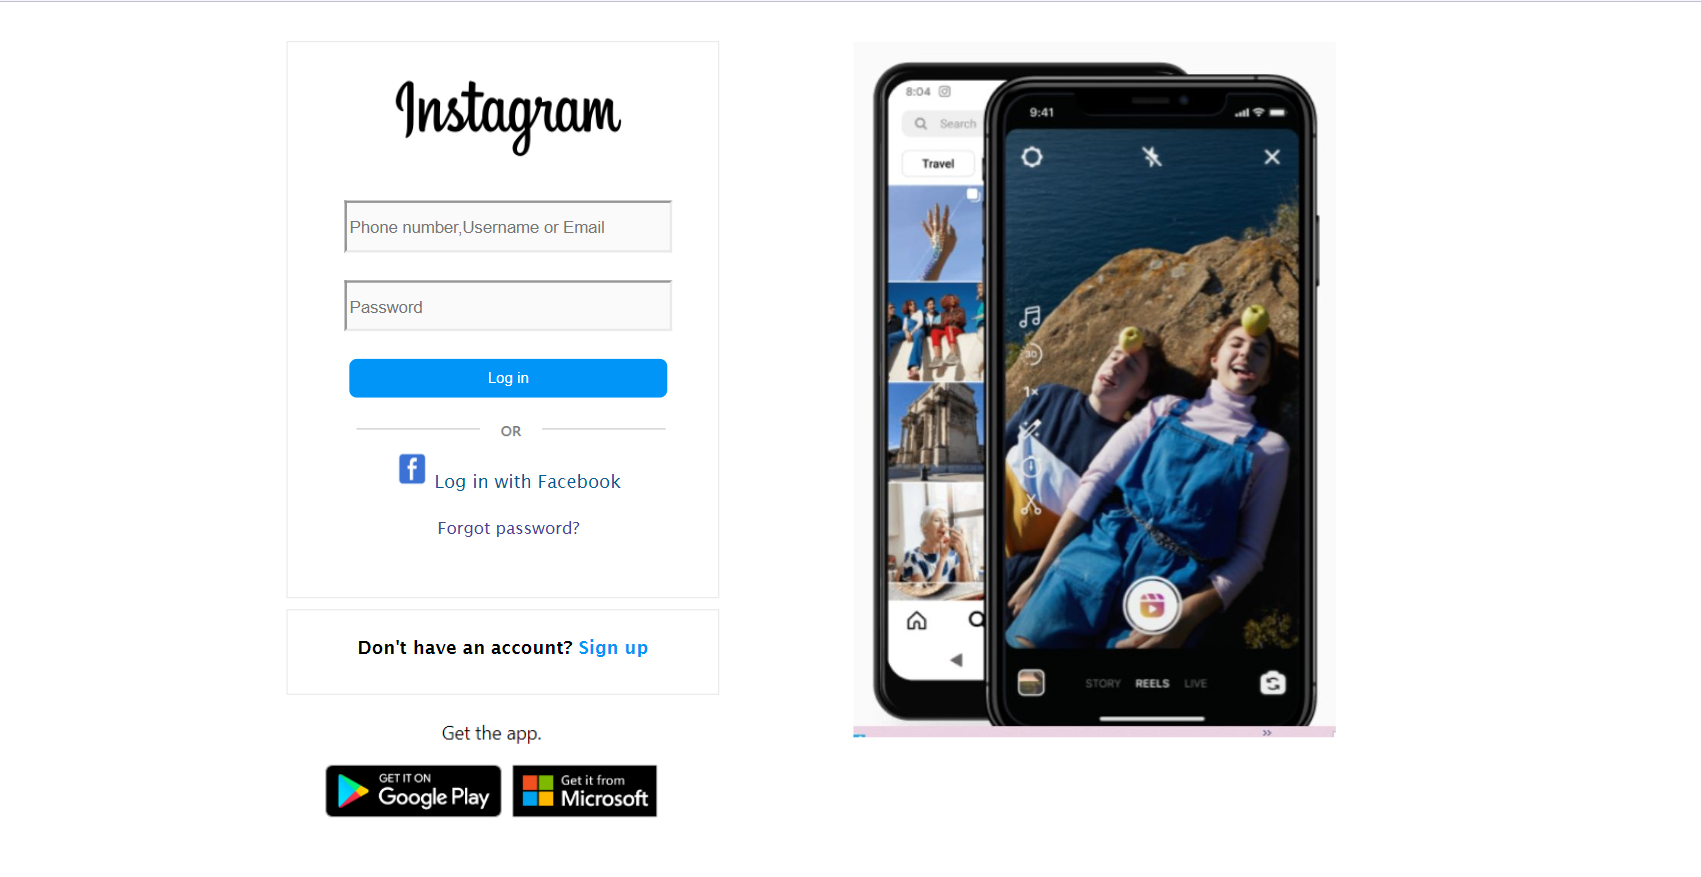 Instagram
Phone number,Username or Email
Password
Log in
OR
Log in with Facebook
Forgot password?
Don't have an account? Sign up
Get the app.
GET IT ON
Google Play
Get it from
Microsoft
8:04
Search
Travel
9:41
30
1×
STORY REELS LIVE